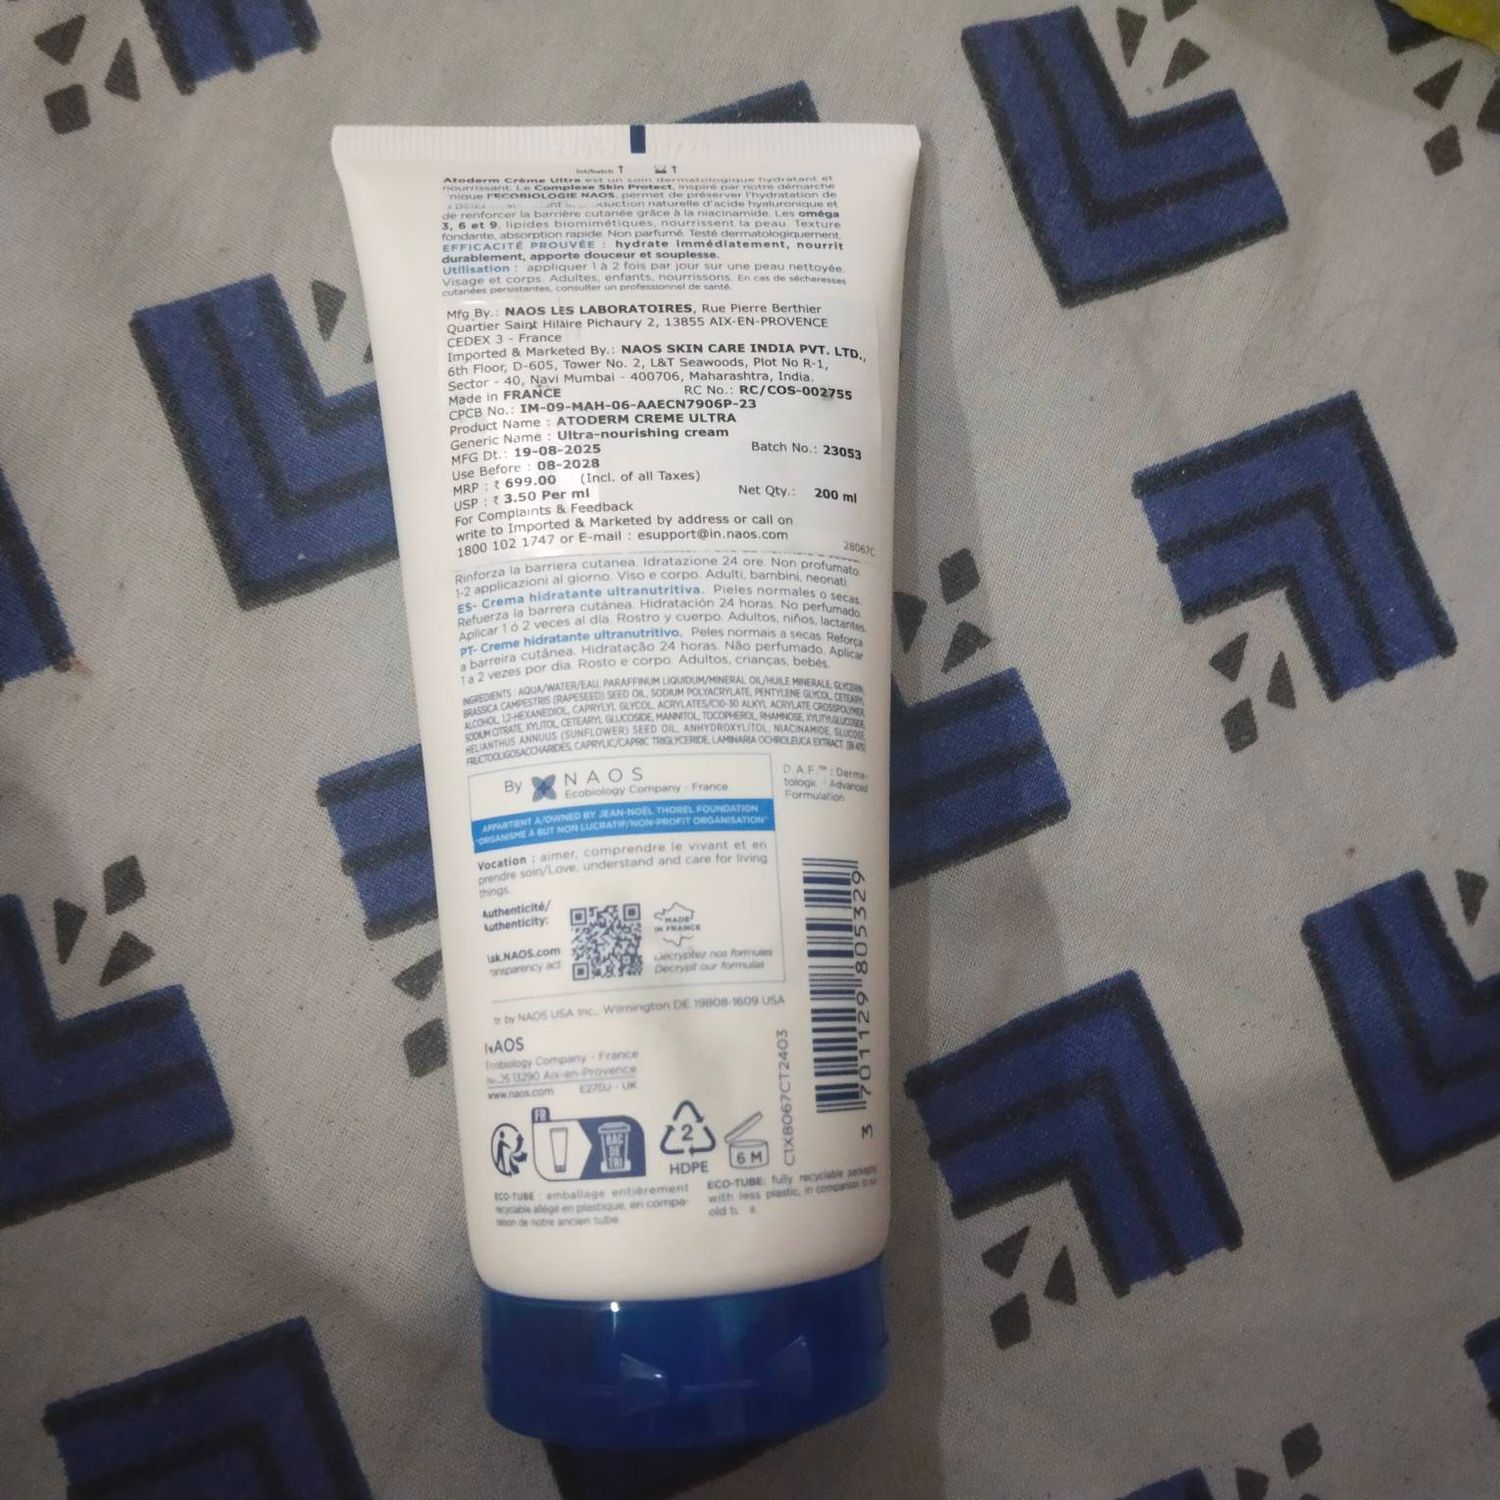 lot/batch ↑
Atoderm Crème Ultra est un soin dermatologique hydratant et
nourrissant. Le Complexe Skin Protect, inspiré par notre démarche
l'ECOBIOLOGIE NAOS, permet de préserver l'hydratation de
naturelle d'acide hyaluronique et
de renforcer la barrière cutanée grâce à la niacinamide. Les oméga
3, 6 et 9, lipides biomimétiques, nourrissent la peau. Texture
fondante, absorption rapide. Non parfumé. Testé dermatologiquement.
EFFICACITÉ PROUVÉE : hydrate immédiatement, nourrit
durablement, apporte douceur et souplesse.
Utilisation : appliquer 1 à 2 fois par jour sur une peau nettoyée.
Visage et corps. Adultes, enfants, nourrissons. En cas de sécheresses
cutanées persistantes, consulter un professionnel de santé.
Mfg By.: NAOS LES LABORATOIRES, Rue Pierre Berthier
Quartier Saint Hilaire Pichaury 2, 13855 AIX-EN-PROVENCE
CEDEX 3 - France
Imported & Marketed By.: NAOS SKIN CARE INDIA PVT. LTD.,
6th Floor, D-605, Tower No. 2, L&T Seawoods, Plot No R-1,
Sector - 40, Navi Mumbai - 400706, Maharashtra, India.
Made in FRANCE RC No.: RC/COS-002755
CPCB No.: IM-09-MAH-06-AAECN7906P-23
Product Name : ATODERM CREME ULTRA
Generic Name : Ultra-nourishing cream
MFG Dt.: 19-08-2025 Batch No.: 23053
Use Before : 08-2028
MRP : ₹ 699.00 (Incl. of all Taxes)
USP : ₹ 3.50 Per ml Net Qty.: 200 ml
For Complaints & Feedback
write to Imported & Marketed by address or call on
1800 102 1747 or E-mail : esupport@in.naos.com
28067C
Rinforza la barriera cutanea. Idratazione 24 ore. Non profumato.
1-2 applicazioni al giorno. Viso e corpo. Adulti, bambini, neonati.
ES- Crema hidratante ultranutritiva. Pieles normales o secas.
Refuerza la barrera cutánea. Hidratación 24 horas. No perfumado.
Aplicar 1 ó 2 veces al día. Rostro y cuerpo. Adultos, niños, lactantes.
PT- Creme hidratante ultranutritivo. Peles normais a secas. Reforça
a barreira cutânea. Hidratação 24 horas. Não perfumado. Aplicar
1 a 2 vezes por dia. Rosto e corpo. Adultos, crianças, bebés.
INGREDIENTS : AQUA/WATER/EAU, PARAFFINUM LIQUIDUM/MINERAL OIL/HUILE MINERALE, GLYCERIN,
BRASSICA CAMPESTRIS (RAPESEED) SEED OIL, SODIUM POLYACRYLATE, PENTYLENE GLYCOL, CETEARYL
ALCOHOL, 1,2-HEXANEDIOL, CAPRYLYL GLYCOL, ACRYLATES/C10-30 ALKYL ACRYLATE CROSSPOLYMER,
SODIUM CITRATE, XYLITOL, CETEARYL GLUCOSIDE, MANNITOL, TOCOPHEROL, RHAMNOSE, XYLITYLGLUCOSIDE,
HELIANTHUS ANNUUS (SUNFLOWER) SEED OIL, ANHYDROXYLITOL, NIACINAMIDE, GLUCOSE,
FRUCTOOLIGOSACCHARIDES, CAPRYLIC/CAPRIC TRIGLYCERIDE, LAMINARIA OCHROLEUCA EXTRACT
By NAOS
Ecobiology Company - France
APPARTIENT À/OWNED BY JEAN-NOËL THOREL FOUNDATION
"ORGANISME À BUT NON LUCRATIF/NON-PROFIT ORGANISATION"
Vocation : aimer, comprendre le vivant et en
prendre soin/Love, understand and care for living
things.
D.A.F.™ : Derma-
Advanced
Formulation
Authenticité/
Authenticity:
MADE
IN FRANCE
NAOS.com
act
Décryptez nos formules
Decrypt our formulas
by NAOS USA Inc., Wilmington DE 19808-1609 USA
NAOS
Ecobiology Company - France
13290 Aix-en-Provence
www.naos.com E27DJ - UK
FR
BAC
DE
TRI
2
HDPE
6 M
C1X8067CT2403
3 701129 805329
ECO-TUBE : emballage entièrement
recyclable allégé en plastique, en compa-
raison de notre ancien tube.
ECO-TUBE: fully recyclable packaging
with less plastic, in comparison to our
old